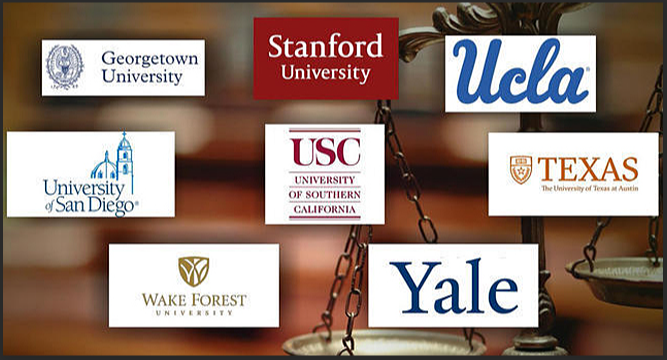 Georgetown
University
Stanford
University
Ucla
University
of San Diego®
USC
UNIVERSITY
OF SOUTHERN
CALIFORNIA
TEXAS
The University of Texas at Austin
WAKE FOREST
UNIVERSITY
Yale